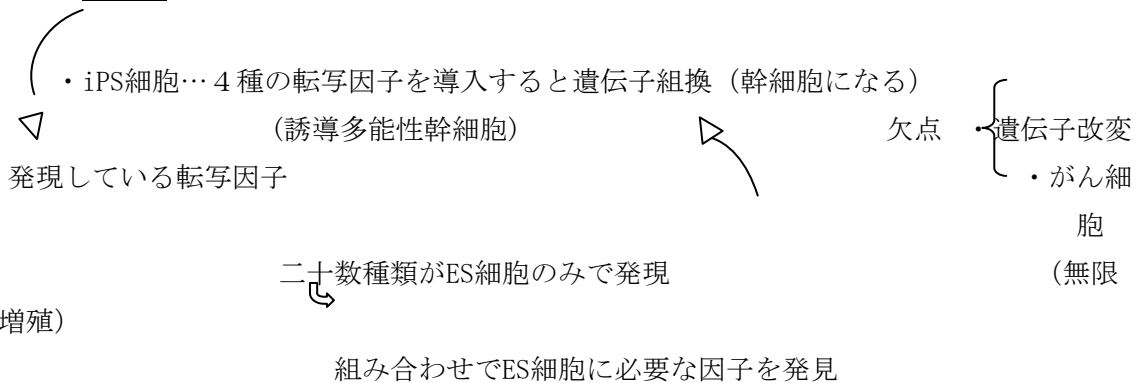 ・iPS細胞…４種の転写因子を導入すると遺伝子組換（幹細胞になる）
（誘導多能性幹細胞） 欠点 ・遺伝子改変
発現している転写因子 ・がん細
胞
二十数種類がES細胞のみで発現 （無限
増殖）
組み合わせでES細胞に必要な因子を発見